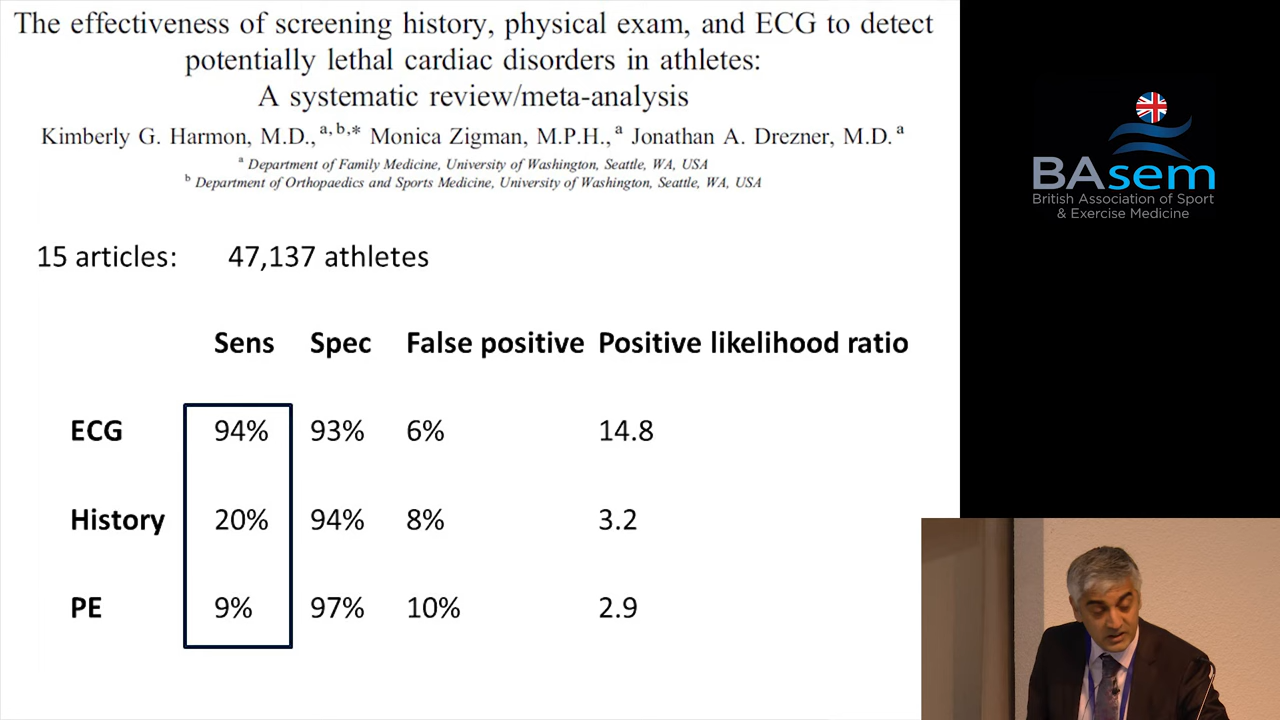 The effectiveness of screening history, physical exam, and ECG to detect
potentially lethal cardiac disorders in athletes:
A systematic review/meta-analysis
Kimberly G. Harmon, M.D., a,b,* Monica Zigman, M.P.H., a Jonathan A. Drezner, M.D. a
a Department of Family Medicine, University of Washington, Seattle, WA, USA
b Department of Orthopaedics and Sports Medicine, University of Washington, Seattle, WA, USA
15 articles: 47,137 athletes
Sens Spec False positive Positive likelihood ratio
ECG 94% 93% 6% 14.8
History 20% 94% 8% 3.2
PE 9% 97% 10% 2.9
BAsem
British Association of Sport
& Exercise Medicine